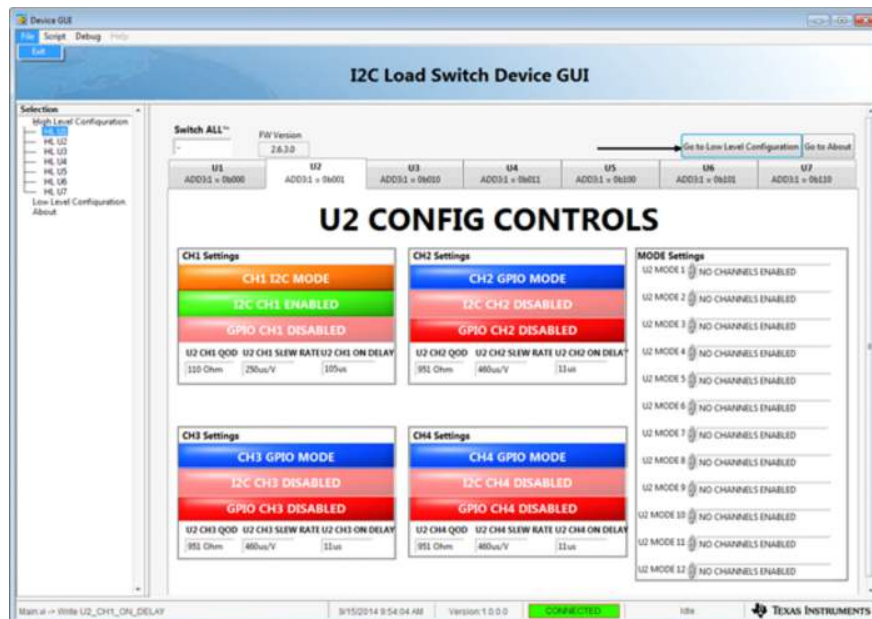 Device GUI
File Script Debug Help
Exit
I2C Load Switch Device GUI
Selection
High Level Configuration
HL U1
HL U2
HL U3
HL U4
HL U5
HL U6
HL U7
Low Level Configuration
About
Switch ALL~
-
FW Version
2.6.3.0
Go to Low Level Configuration
Go to About
U1
ADD3:1 = 0b000
U2
ADD3:1 = 0b001
U3
ADD3:1 = 0b010
U4
ADD3:1 = 0b011
U5
ADD3:1 = 0b100
U6
ADD3:1 = 0b101
U7
ADD3:1 = 0b110
U2 CONFIG CONTROLS
CH1 Settings
CH1 I2C MODE
I2C CH1 ENABLED
GPIO CH1 DISABLED
U2 CH1 QOD U2 CH1 SLEW RATE U2 CH1 ON DELAY
110 Ohm 250us/V 105us
CH2 Settings
CH2 GPIO MODE
I2C CH2 DISABLED
GPIO CH2 DISABLED
U2 CH2 QOD U2 CH2 SLEW RATE U2 CH2 ON DELA
951 Ohm 460us/V 11us
CH3 Settings
CH3 GPIO MODE
I2C CH3 DISABLED
GPIO CH3 DISABLED
U2 CH3 QOD U2 CH3 SLEW RATE U2 CH3 ON DELAY
951 Ohm 460us/V 11us
CH4 Settings
CH4 GPIO MODE
I2C CH4 DISABLED
GPIO CH4 DISABLED
U2 CH4 QOD U2 CH4 SLEW RATE U2 CH4 ON DELAY
951 Ohm 460us/V 11us
MODE Settings
U2 MODE 1 NO CHANNELS ENABLED
U2 MODE 2 NO CHANNELS ENABLED
U2 MODE 3 NO CHANNELS ENABLED
U2 MODE 4 NO CHANNELS ENABLED
U2 MODE 5 NO CHANNELS ENABLED
U2 MODE 6 NO CHANNELS ENABLED
U2 MODE 7 NO CHANNELS ENABLED
U2 MODE 8 NO CHANNELS ENABLED
U2 MODE 9 NO CHANNELS ENABLED
U2 MODE 10 NO CHANNELS ENABLED
U2 MODE 11 NO CHANNELS ENABLED
U2 MODE 12 NO CHANNELS ENABLED
Main.vi -> Write U2_CH1_ON_DELAY
9/15/2014 9:54:04 AM
Version:1.0.0.0
CONNECTED
Idle
TEXAS INSTRUMENTS